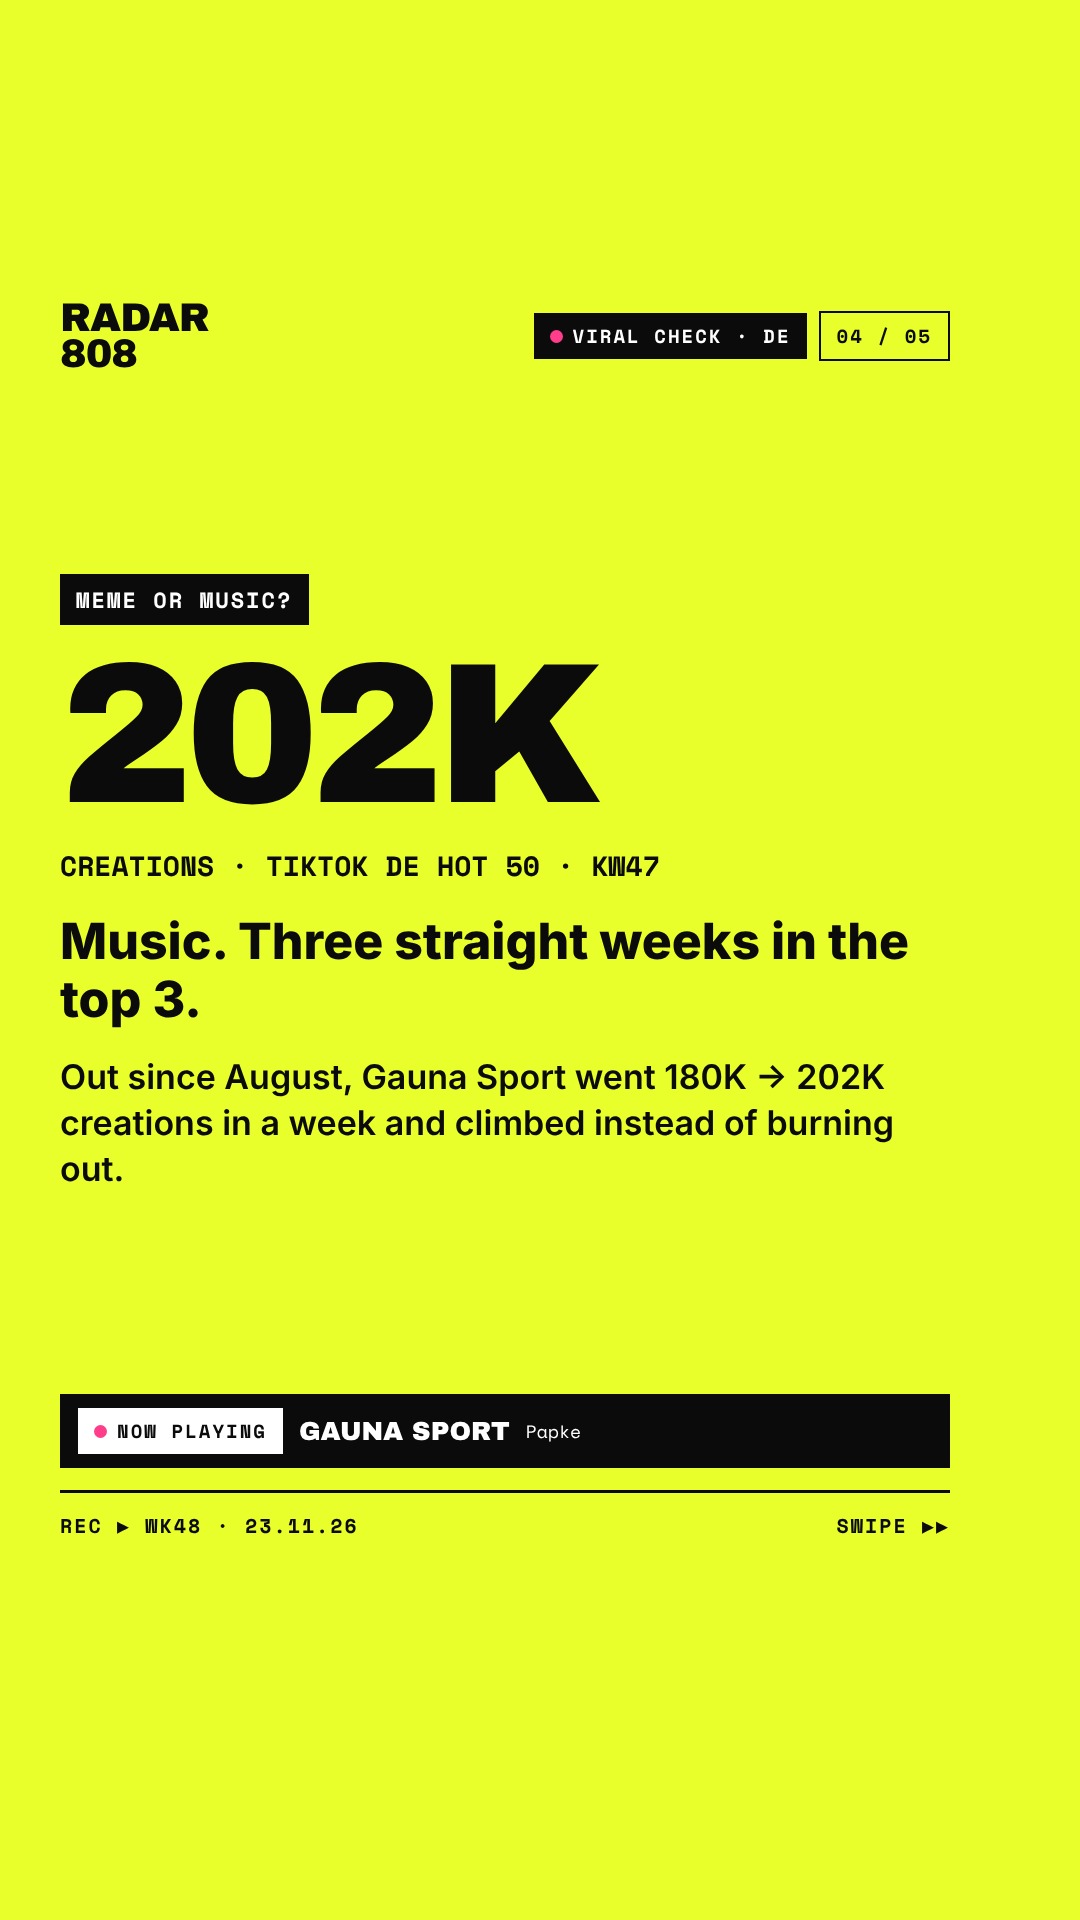 RADAR
808
VIRAL CHECK · DE
04 / 05
MEME OR MUSIC?
202K
CREATIONS · TIKTOK DE HOT 50 · KW47
Music. Three straight weeks in the
top 3.
Out since August, Gauna Sport went 180K → 202K
creations in a week and climbed instead of burning
out.
NOW PLAYING GAUNA SPORT Papke
REC ▶ WK48 · 23.11.26
SWIPE ▶▶